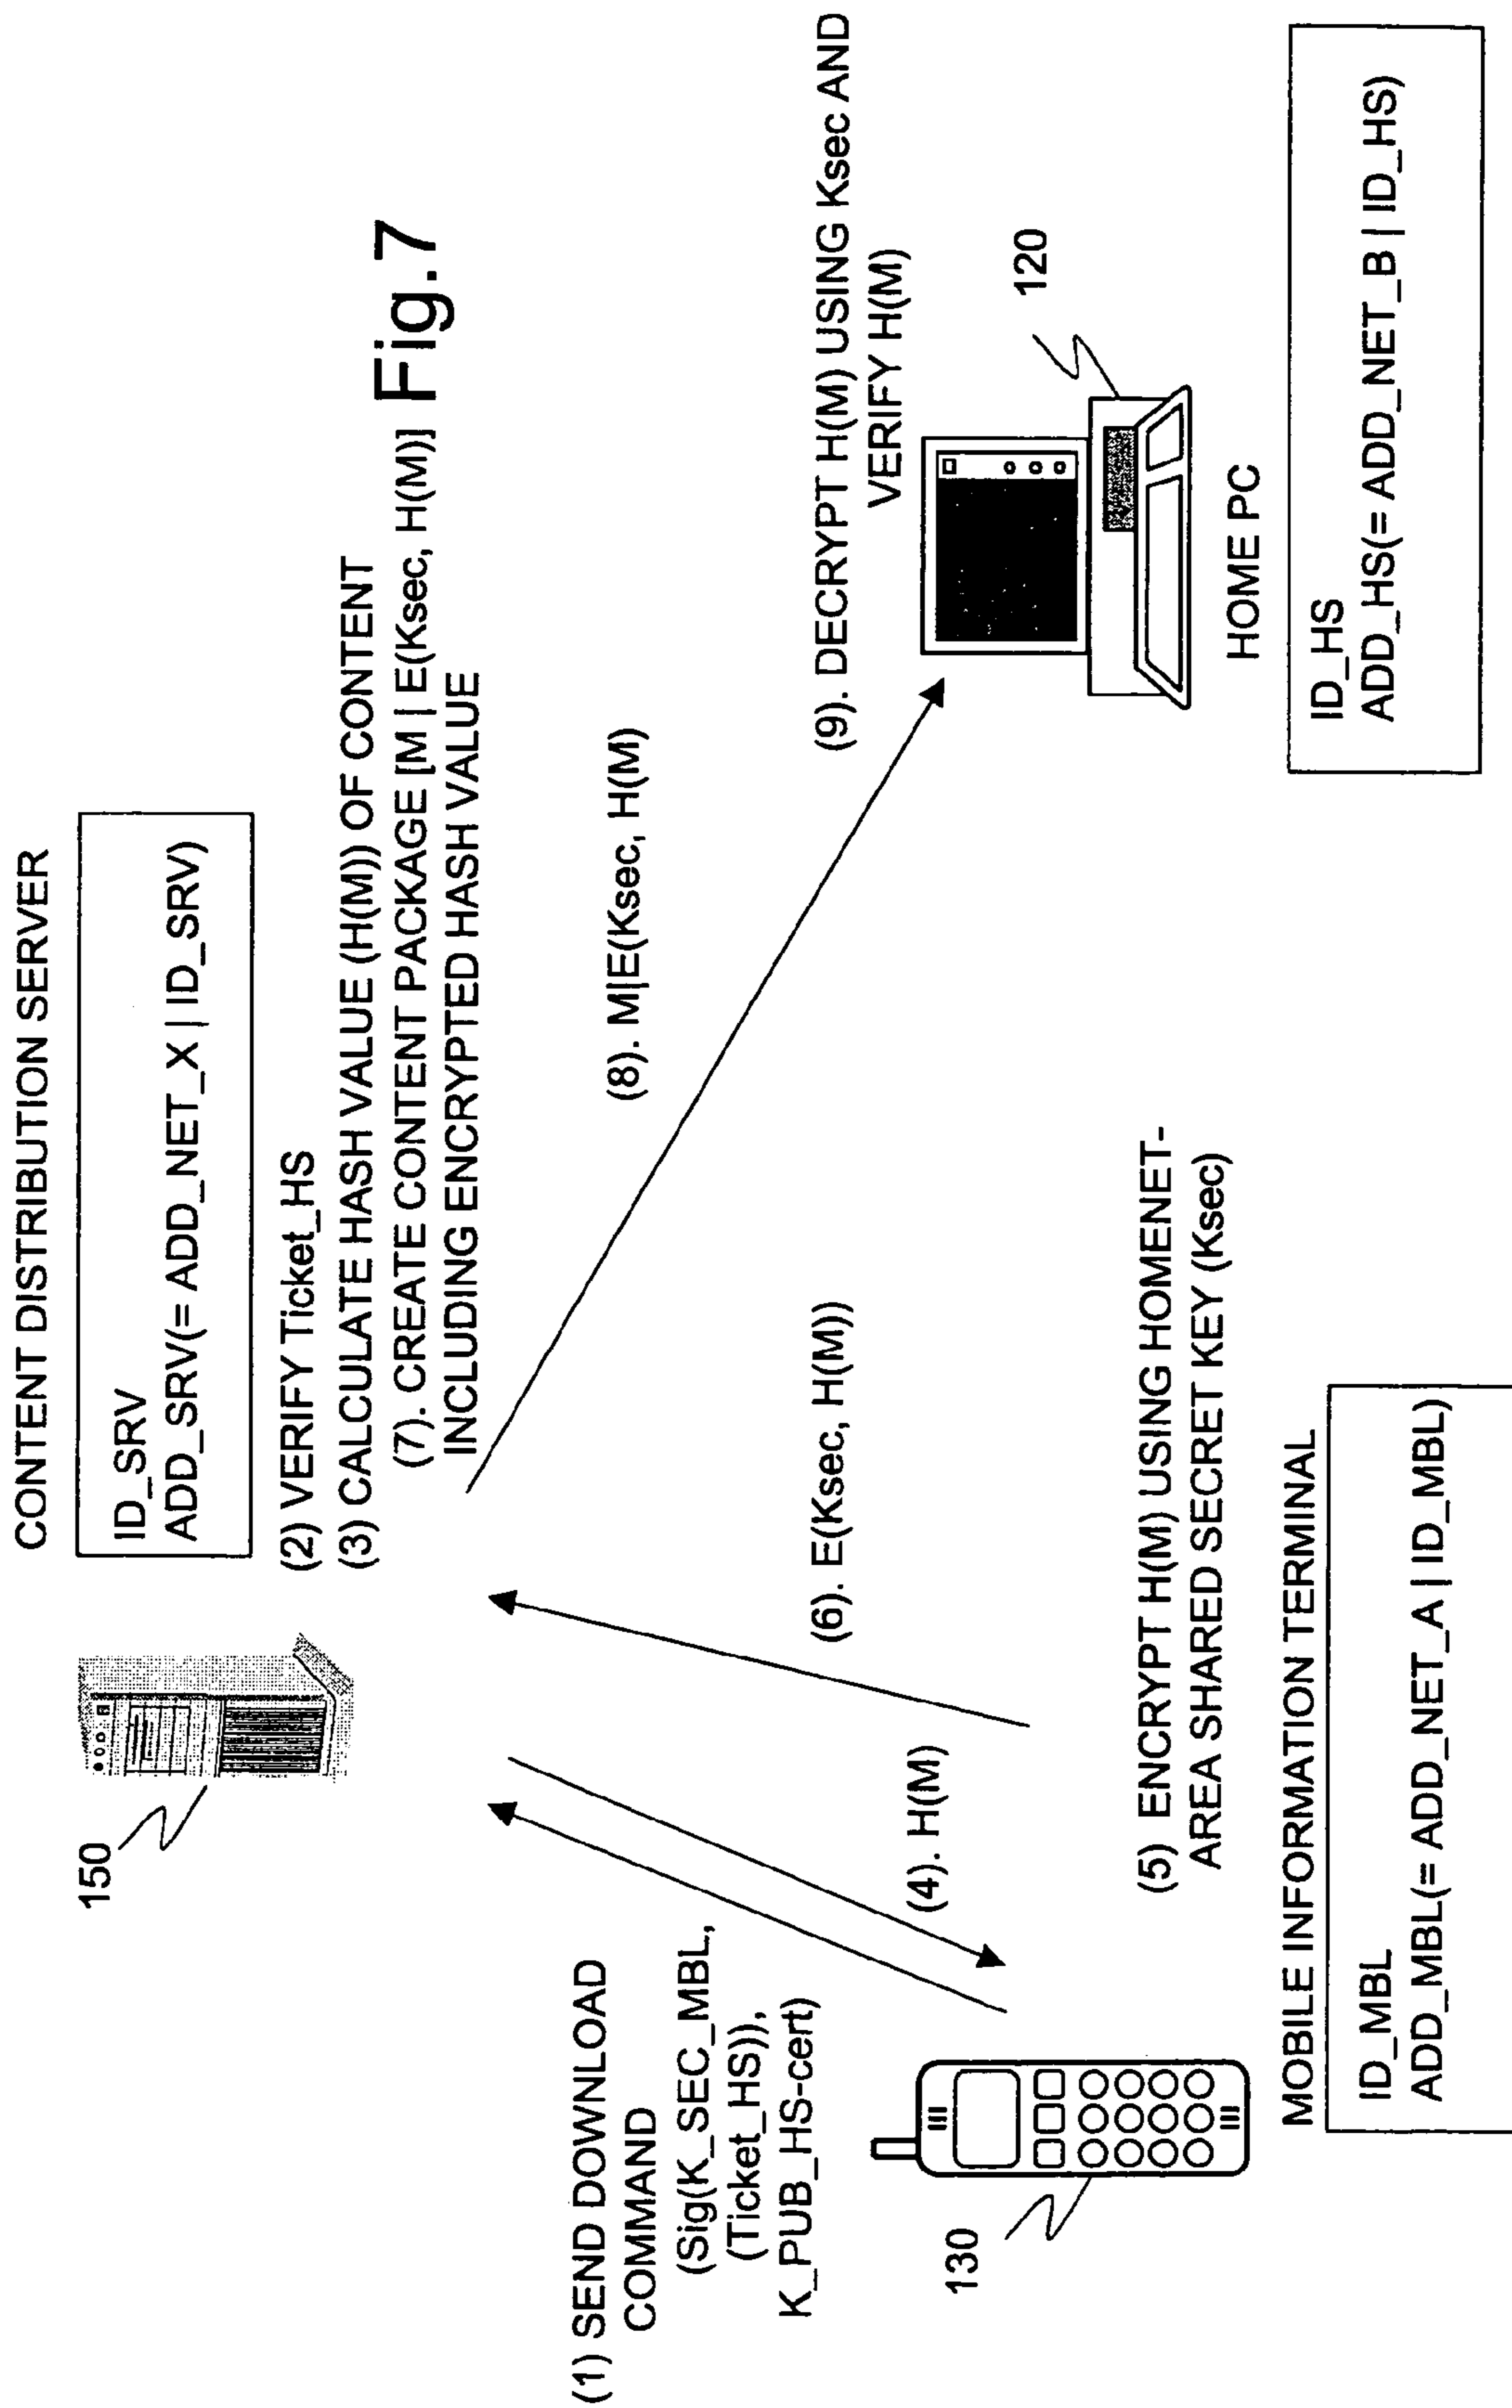 Fig.7
CONTENT DISTRIBUTION SERVER
150
ID_SRV
ADD_SRV(= ADD_NET_X | ID_SRV)
(2) VERIFY Ticket_HS
(3) CALCULATE HASH VALUE (H(M)) OF CONTENT
(7). CREATE CONTENT PACKAGE [M | E(Ksec, H(M)]
INCLUDING ENCRYPTED HASH VALUE
(1) SEND DOWNLOAD
COMMAND
(Sig(K_SEC_MBL,
(Ticket_HS)),
K_PUB_HS-cert)
(4). H(M)
(6). E(Ksec, H(M))
(8). M|E(Ksec, H(M)
(9). DECRYPT H(M) USING Ksec AND
VERIFY H(M)
130
(5) ENCRYPT H(M) USING HOMENET-
AREA SHARED SECRET KEY (Ksec)
MOBILE INFORMATION TERMINAL
ID_MBL
ADD_MBL(= ADD_NET_A | ID_MBL)
120
HOME PC
ID_HS
ADD_HS(= ADD_NET_B | ID_HS)